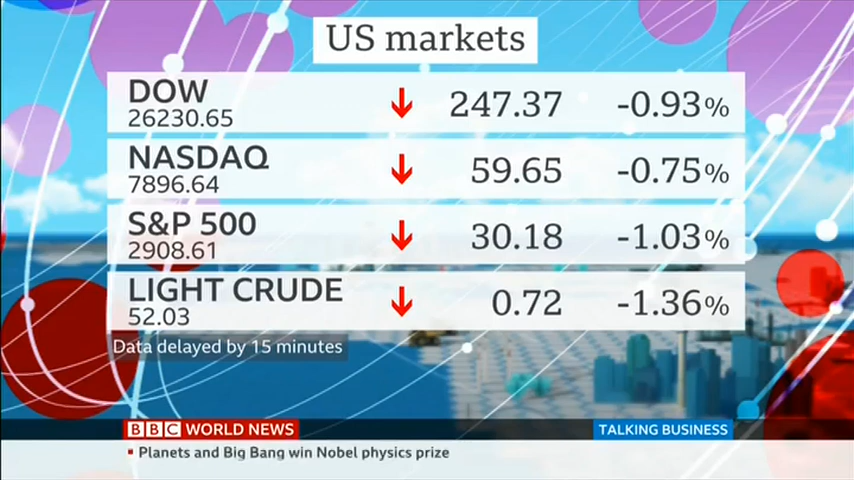 US markets
DOW
26230.65
247.37
-0.93%
NASDAQ
7896.64
59.65
-0.75%
S&P 500
2908.61
30.18
-1.03%
LIGHT CRUDE
52.03
0.72
-1.36%
Data delayed by 15 minutes
BBC WORLD NEWS
TALKING BUSINESS
Planets and Big Bang win Nobel physics prize